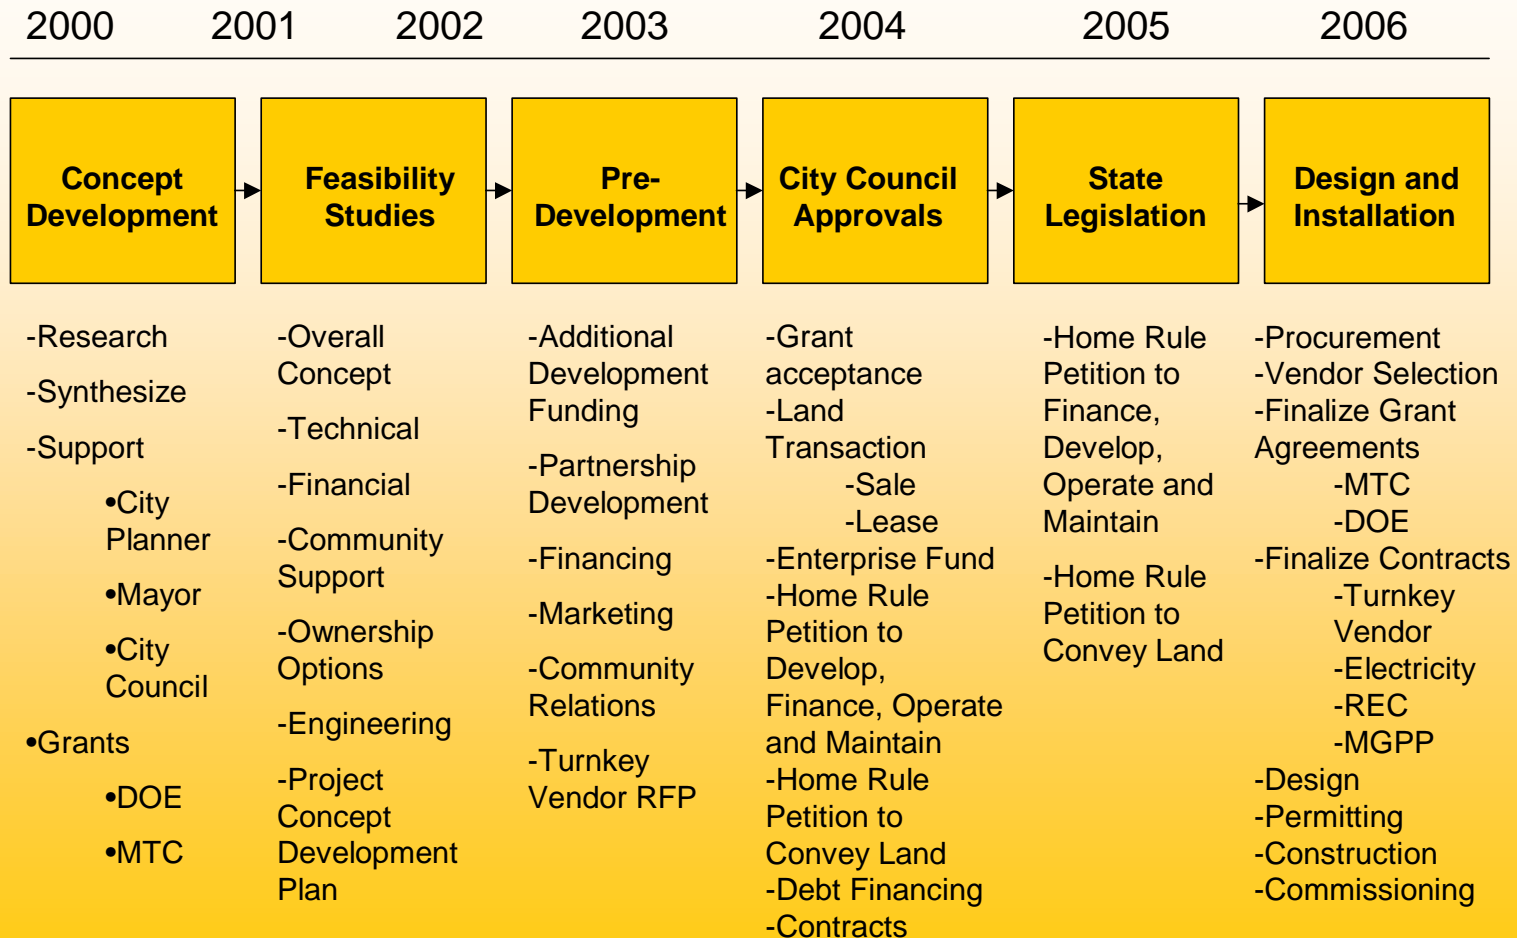 2000 2001 2002 2003 2004 2005 2006
Concept
Development
Feasibility
Studies
Pre-
Development
City Council
Approvals
State
Legislation
Design and
Installation
-Research
-Synthesize
-Support
•City
Planner
•Mayor
•City
Council
•Grants
•DOE
•MTC
-Overall
Concept
-Technical
-Financial
-Community
Support
-Ownership
Options
-Engineering
-Project
Concept
Development
Plan
-Additional
Development
Funding
-Partnership
Development
-Financing
-Marketing
-Community
Relations
-Turnkey
Vendor RFP
-Grant
acceptance
-Land
Transaction
-Sale
-Lease
-Enterprise Fund
-Home Rule
Petition to
Develop,
Finance, Operate
and Maintain
-Home Rule
Petition to
Convey Land
-Debt Financing
-Contracts
-Home Rule
Petition to
Finance,
Develop,
Operate and
Maintain
-Home Rule
Petition to
Convey Land
-Procurement
-Vendor Selection
-Finalize Grant
Agreements
-MTC
-DOE
-Finalize Contracts
-Turnkey
Vendor
-Electricity
-REC
-MGPP
-Design
-Permitting
-Construction
-Commissioning